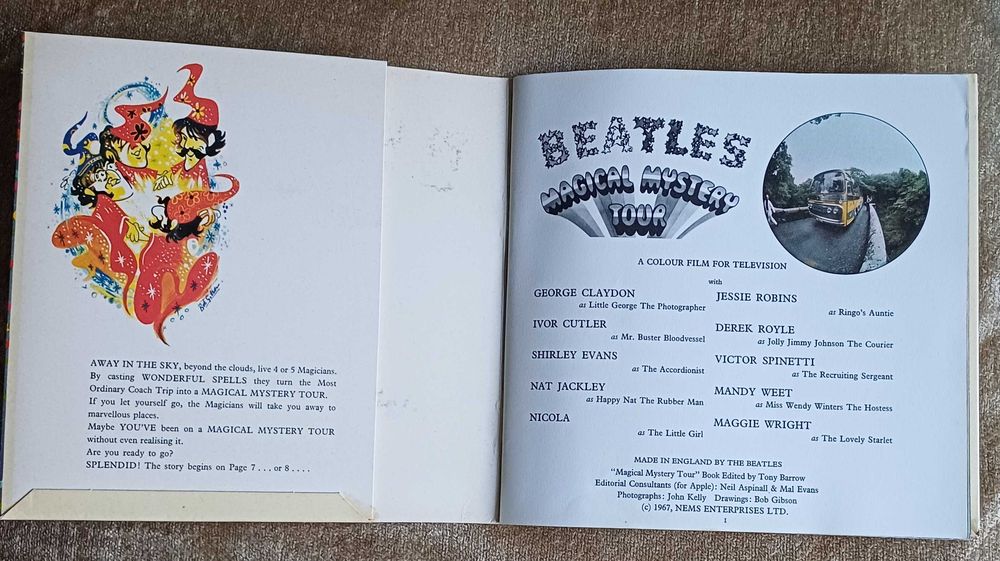 Bob Gibson
AWAY IN THE SKY, beyond the clouds, live 4 or 5 Magicians.
By casting WONDERFUL SPELLS they turn the Most
Ordinary Coach Trip into a MAGICAL MYSTERY TOUR.
If you let yourself go, the Magicians will take you away to
marvellous places.
Maybe YOU'VE been on a MAGICAL MYSTERY TOUR
without even realising it.
Are you ready to go?
SPLENDID! The story begins on Page 7 . . . or 8 . . . .
BEATLES
MAGICAL MYSTERY
TOUR
A COLOUR FILM FOR TELEVISION
with
GEORGE CLAYDON
as Little George The Photographer
IVOR CUTLER
as Mr. Buster Bloodvessel
SHIRLEY EVANS
as The Accordionist
NAT JACKLEY
as Happy Nat The Rubber Man
NICOLA
as The Little Girl
JESSIE ROBINS
as Ringo's Auntie
DEREK ROYLE
as Jolly Jimmy Johnson The Courier
VICTOR SPINETTI
as The Recruiting Sergeant
MANDY WEET
as Miss Wendy Winters The Hostess
MAGGIE WRIGHT
as The Lovely Starlet
MADE IN ENGLAND BY THE BEATLES
"Magical Mystery Tour" Book Edited by Tony Barrow
Editorial Consultants (for Apple): Neil Aspinall & Mal Evans
Photographs: John Kelly Drawings: Bob Gibson
(c) 1967, NEMS ENTERPRISES LTD.
1